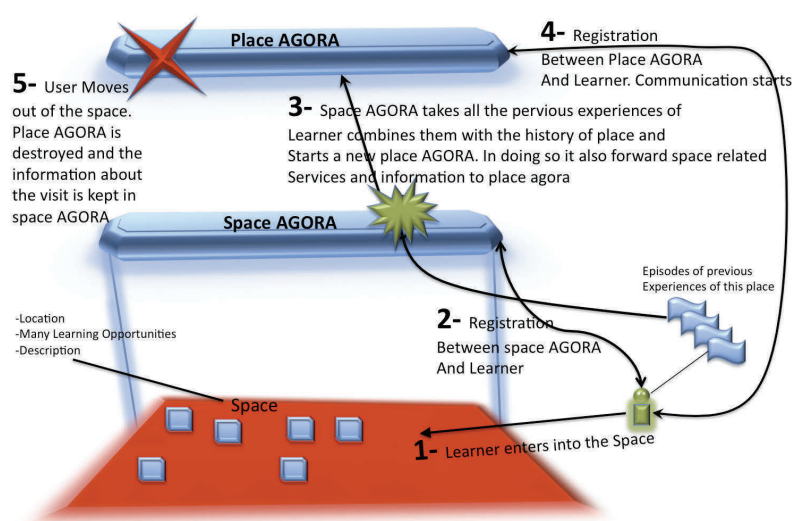 Place AGORA
4- Registration
Between Place AGORA
And Learner. Communication starts
5- User Moves
out of the space.
Place AGORA is
destroyed and the
information about
the visit is kept in
space AGORA
3- Space AGORA takes all the pervious experiences of
Learner combines them with the history of place and
Starts a new place AGORA. In doing so it also forward space related
Services and information to place agora
Space AGORA
Episodes of previous
Experiences of this place
-Location
-Many Learning Opportunities
-Description
2- Registration
Between space AGORA
And Learner
Space
1- Learner enters into the Space